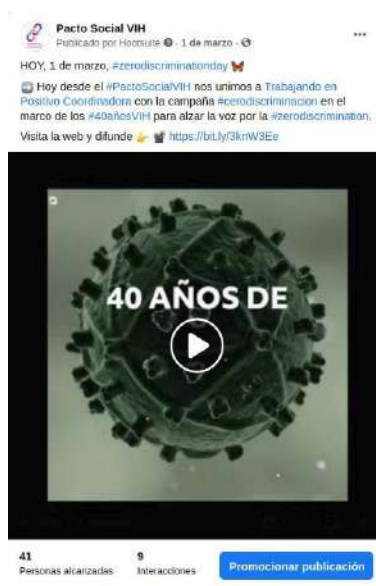 Pacto Social VIH
Publicado por Hootsuite · 1 de marzo ·
HOY, 1 de marzo, #zerodiscriminationday
Hoy desde el #PactoSocialVIH nos unimos a Trabajando en
Positivo Coordinadora con la campaña #cerodiscriminacion en el
marco de los #40añosVIH para alzar la voz por la #zerodiscrimination.
Visita la web y difunde https://bit.ly/3knW3Ee
40 AÑOS DE
41
Personas alcanzadas
9
Interacciones
Promocionar publicación